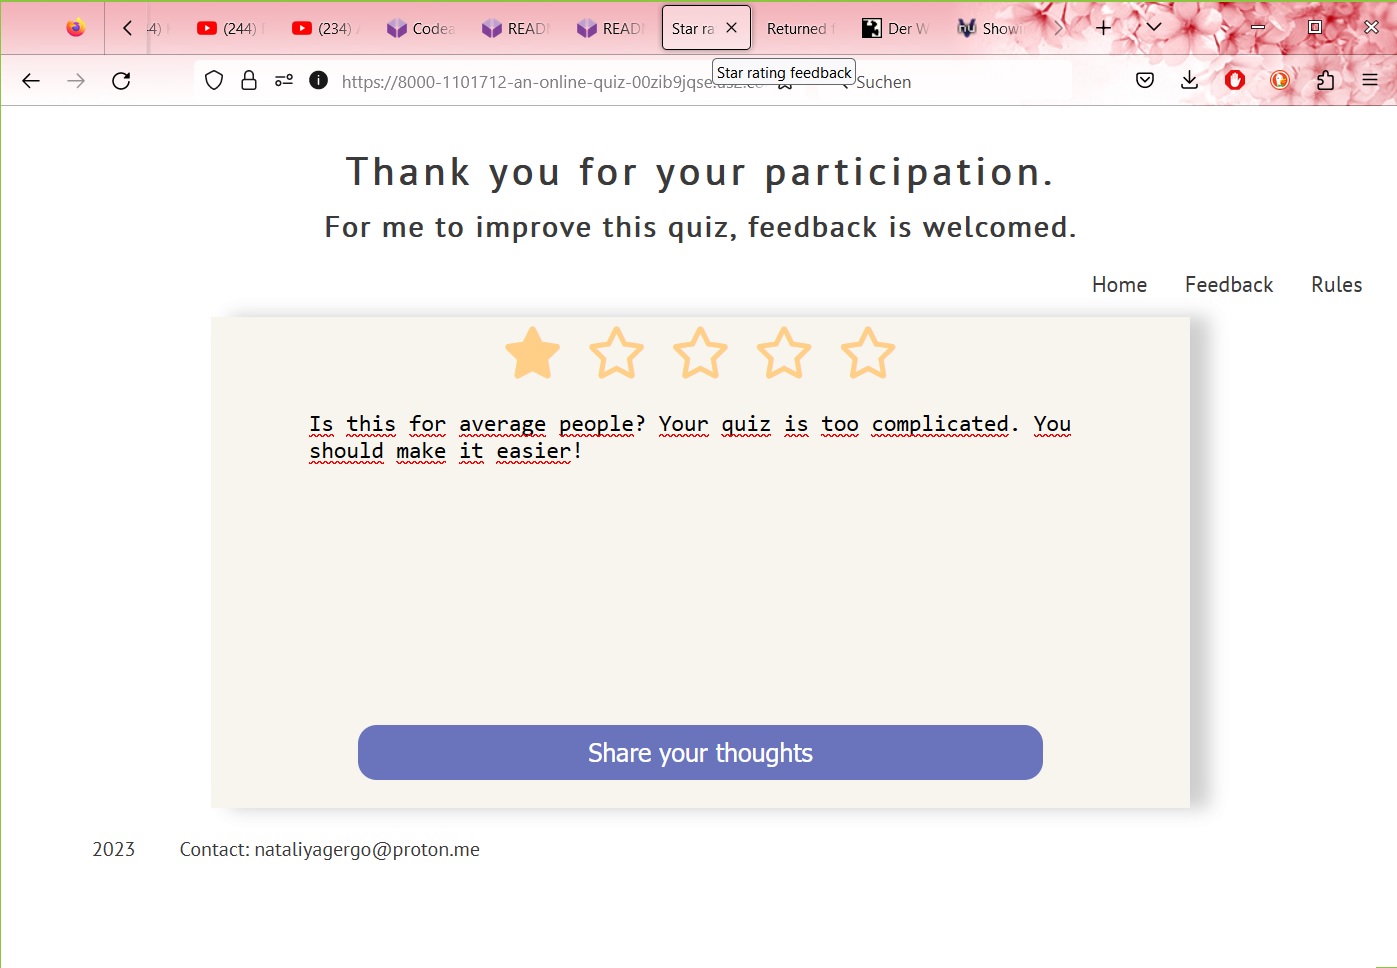 (244)
(234)
Codea
READ
READ
Star ra
Returned
Der W
Show
Star rating feedback
https://8000-1101712-an-online-quiz-00zib9jqse.
Suchen
Thank you for your participation.
For me to improve this quiz, feedback is welcomed.
Home Feedback Rules
Is this for average people? Your quiz is too complicated. You
should make it easier!
Share your thoughts
2023 Contact: nataliyagergo@proton.me